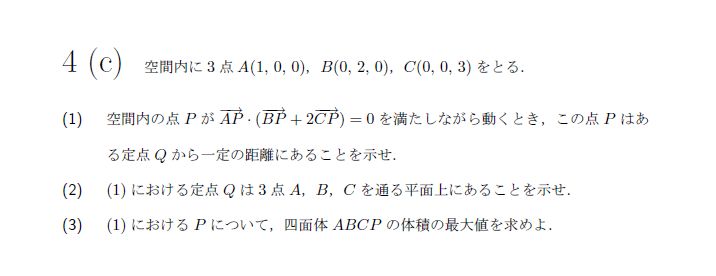 4 (c) 空間内に 3 点 A(1, 0, 0), B(0, 2, 0), C(0, 0, 3) をとる.
(1) 空間内の点 P が $\overrightarrow{AP} \cdot (\overrightarrow{BP} + 2\overrightarrow{CP}) = 0$ を満たしながら動くとき, この点 P はあ
る定点 Q から一定の距離にあることを示せ.
(2) (1) における定点 Q は 3 点 A, B, C を通る平面上にあることを示せ.
(3) (1) における P について, 四面体 ABCP の体積の最大値を求めよ.